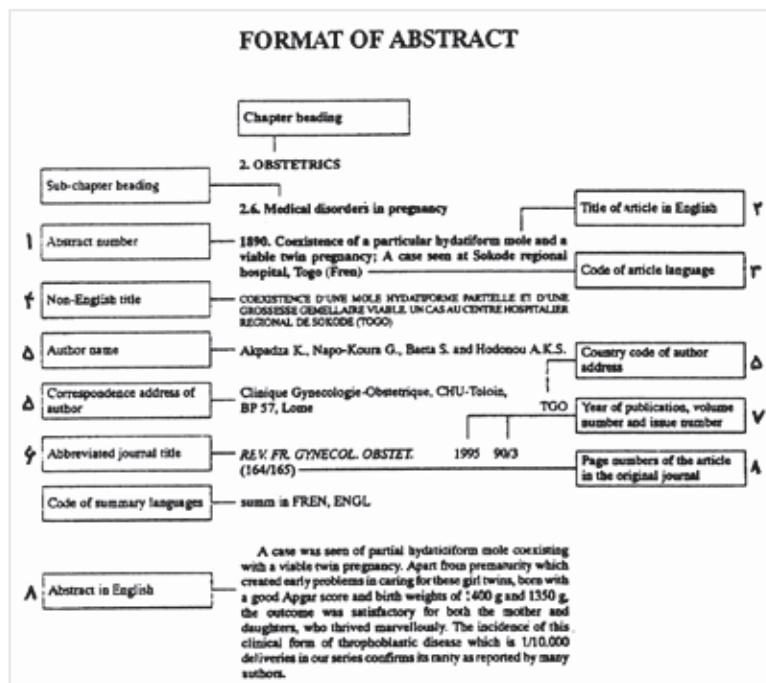 FORMAT OF ABSTRACT
Chapter heading
2. OBSTETRICS
Sub-chapter heading
2.6. Medical disorders in pregnancy
Title of article in English
۲
۱
Abstract number
1890. Coexistence of a particular hydatiform mole and a
viable twin pregnancy; A case seen at Sokode regional
hospital, Togo (Fren)
Code of article language
۳
۴
Non-English title
COEXISTENCE D'UNE MOLE HYDATIFORME PARTELLE ET D'UNE
GROSSESSE GEMELLAIRE VIABLE. UN CAS AU CENTRE HOSPITALIER
REGIONAL DE SOKODE (TOGO)
۵
Author name
Akpadza K., Napo-Koura G., Baeta S. and Hodonou A.K.S.
Country code of author
address
۵
۵
Correspondence address of
author
Clinique Gynecologie-Obstetrique, CHU-Toloin,
BP 57, Lome
TGO
Year of publication, volume
number and issue number
۷
۶
Abbreviated journal title
REV. FR. GYNECOL. OBSTET.
1995 90/3
(164/165)
Page numbers of the article
in the original journal
۸
Code of summary languages
summ in FREN, ENGL
۸
Abstract in English
A case was seen of partial hydaticiform mole coexisting
with a viable twin pregnancy. Apart from prematurity which
created early problems in caring for these girl twins, born with
a good Apgar score and birth weights of 1400 g and 1350 g,
the outcome was satisfactory for both the mother and
daughters, who thrived marvellously. The incidence of this
clinical form of throphoblastic disease which is 1/10,000
deliveries in our series confirms its rarity as reported by many
authors.